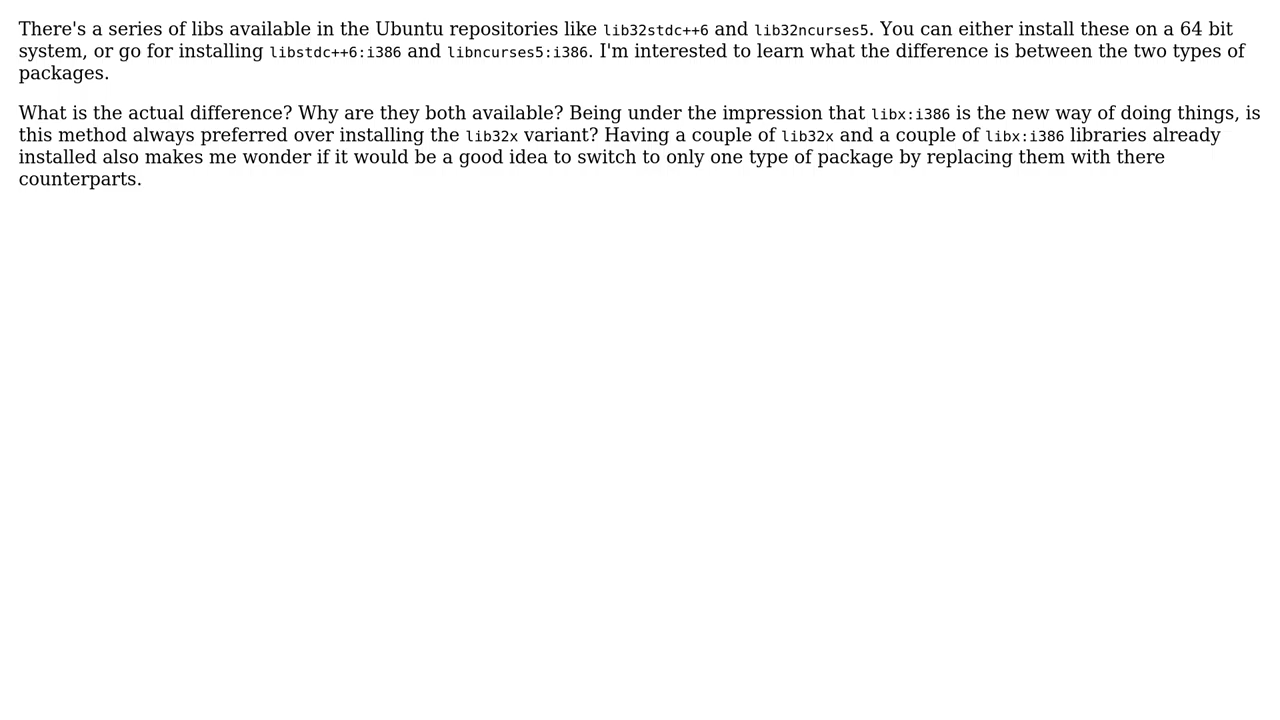 There's a series of libs available in the Ubuntu repositories like lib32stdc++6 and lib32ncurses5. You can either install these on a 64 bit
system, or go for installing libstdc++6:i386 and libncurses5:i386. I'm interested to learn what the difference is between the two types of
packages.
What is the actual difference? Why are they both available? Being under the impression that libx:i386 is the new way of doing things, is
this method always preferred over installing the lib32x variant? Having a couple of lib32x and a couple of libx:i386 libraries already
installed also makes me wonder if it would be a good idea to switch to only one type of package by replacing them with there
counterparts.